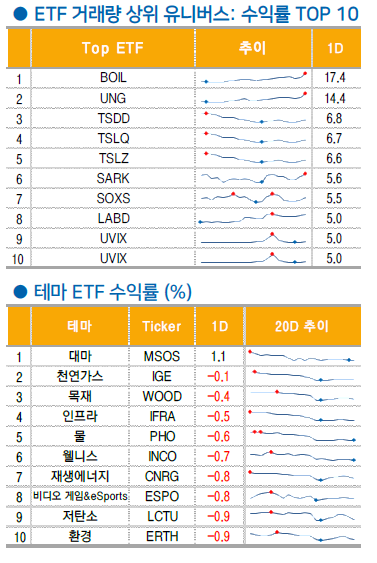 ● ETF 거래량 상위 유니버스: 수익률 TOP 10
Top ETF 추이 1D
1 BOIL 17.4
2 UNG 14.4
3 TSDD 6.8
4 TSLQ 6.7
5 TSLZ 6.6
6 SARK 5.6
7 SOXS 5.5
8 LABD 5.0
9 UVIX 5.0
10 UVIX 5.0
● 테마 ETF 수익률 (%)
테마 Ticker 1D 20D 추이
1 대마 MSOS 1.1
2 천연가스 IGE -0.1
3 목재 WOOD -0.4
4 인프라 IFRA -0.5
5 물 PHO -0.6
6 웰니스 INCO -0.7
7 재생에너지 CNRG -0.8
8 비디오 게임&eSports ESPO -0.8
9 저탄소 LCTU -0.9
10 환경 ERTH -0.9